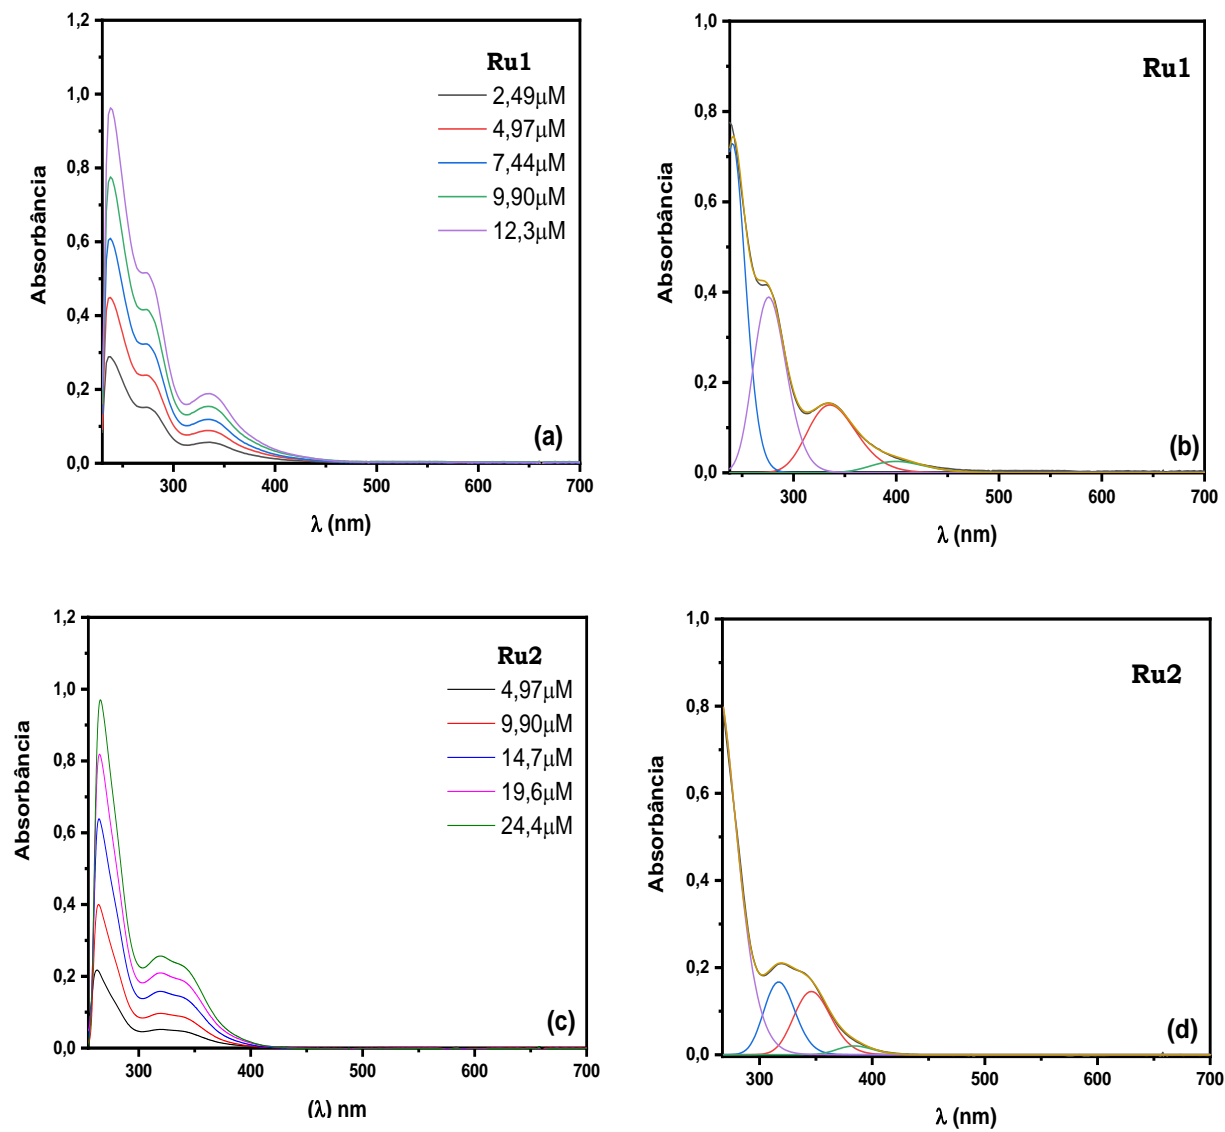 1,2
1,0
0,8
0,6
0,4
0,2
0,0
Absorbância
Ru1
2,49μM
4,97μM
7,44μM
9,90μM
12,3μM
(a)
300 400 500 600 700
λ (nm)
1,0
0,8
0,6
0,4
0,2
0,0
Absorbância
Ru1
(b)
300 400 500 600 700
λ (nm)
1,2
1,0
0,8
0,6
0,4
0,2
0,0
Absorbância
Ru2
4,97μM
9,90μM
14,7μM
19,6μM
24,4μM
(c)
300 400 500 600 700
(λ) nm
1,0
0,8
0,6
0,4
0,2
0,0
Absorbância
Ru2
(d)
300 400 500 600 700
λ (nm)